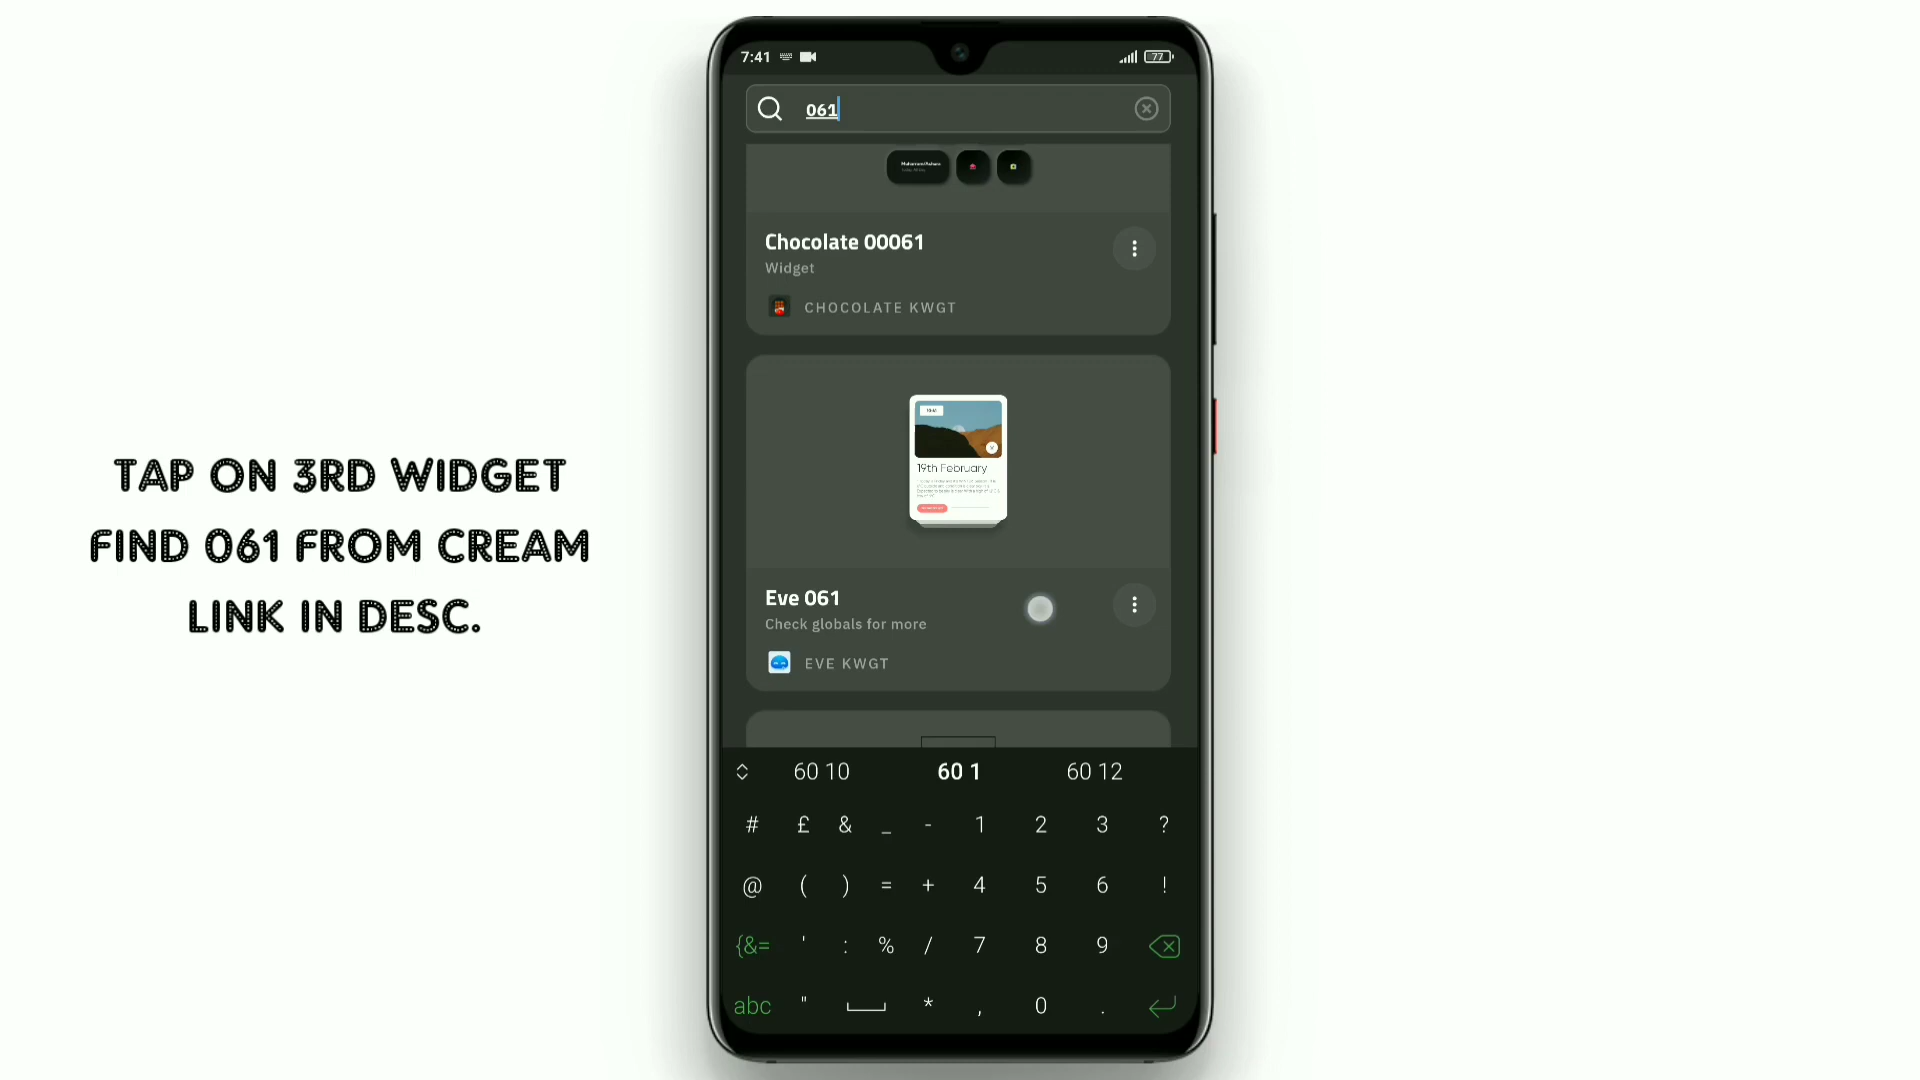 TAP ON 3RD WIDGET
FIND 061 FROM CREAM
LINK IN DESC.
7:41
77
061
Chocolate 00061
Widget
CHOCOLATE KWGT
19th February
Eve 061
Check globals for more
EVE KWGT
60 10 60 1 60 12
# £ & _ - 1 2 3 ?
@ ( ) = + 4 5 6 !
{&= ' : % / 7 8 9
abc " * , 0 .